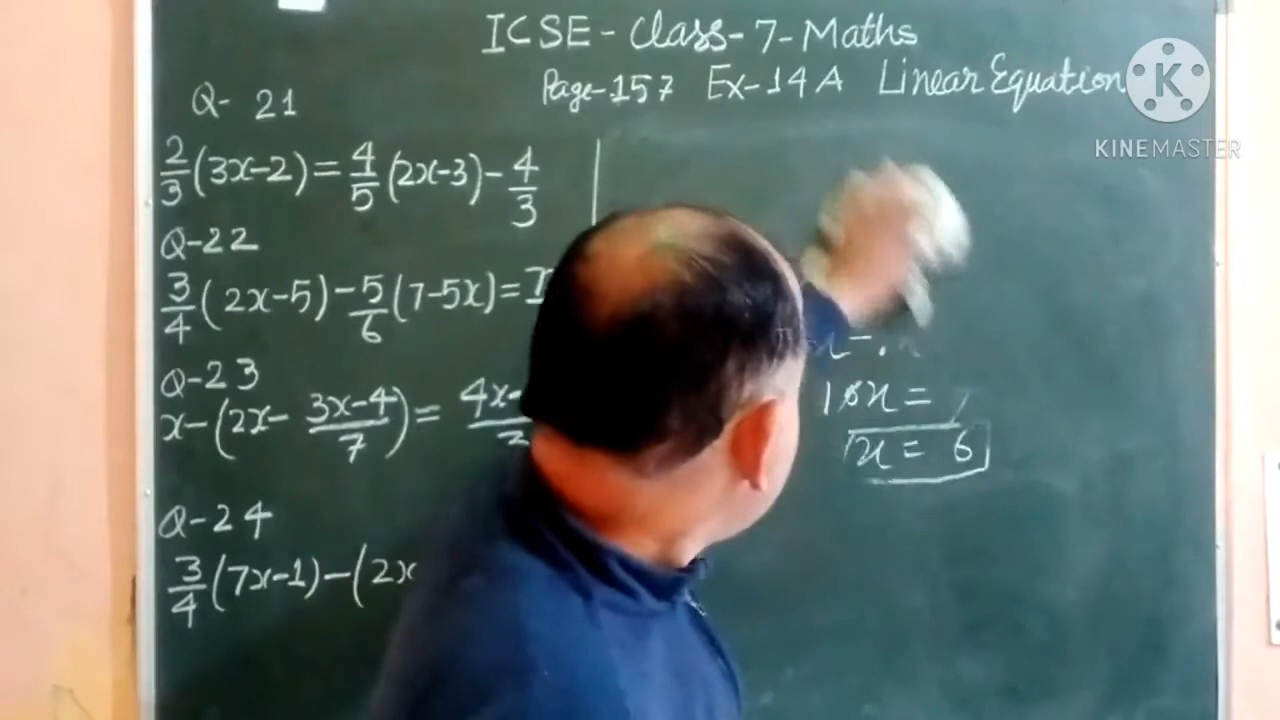 ICSE - Class - 7 - Maths
Page - 157 Ex - 14 A Linear Equation
Q - 21
2/3 (3x-2) = 4/5 (2x-3) - 4/3
Q - 22
3/4 (2x-5) - 5/6 (7-5x) =
Q - 23
x - (2x - (3x-4)/7) = 4x-
Q - 24
3/4 (7x-1) - (2x
x = 6
K
KINEMASTER